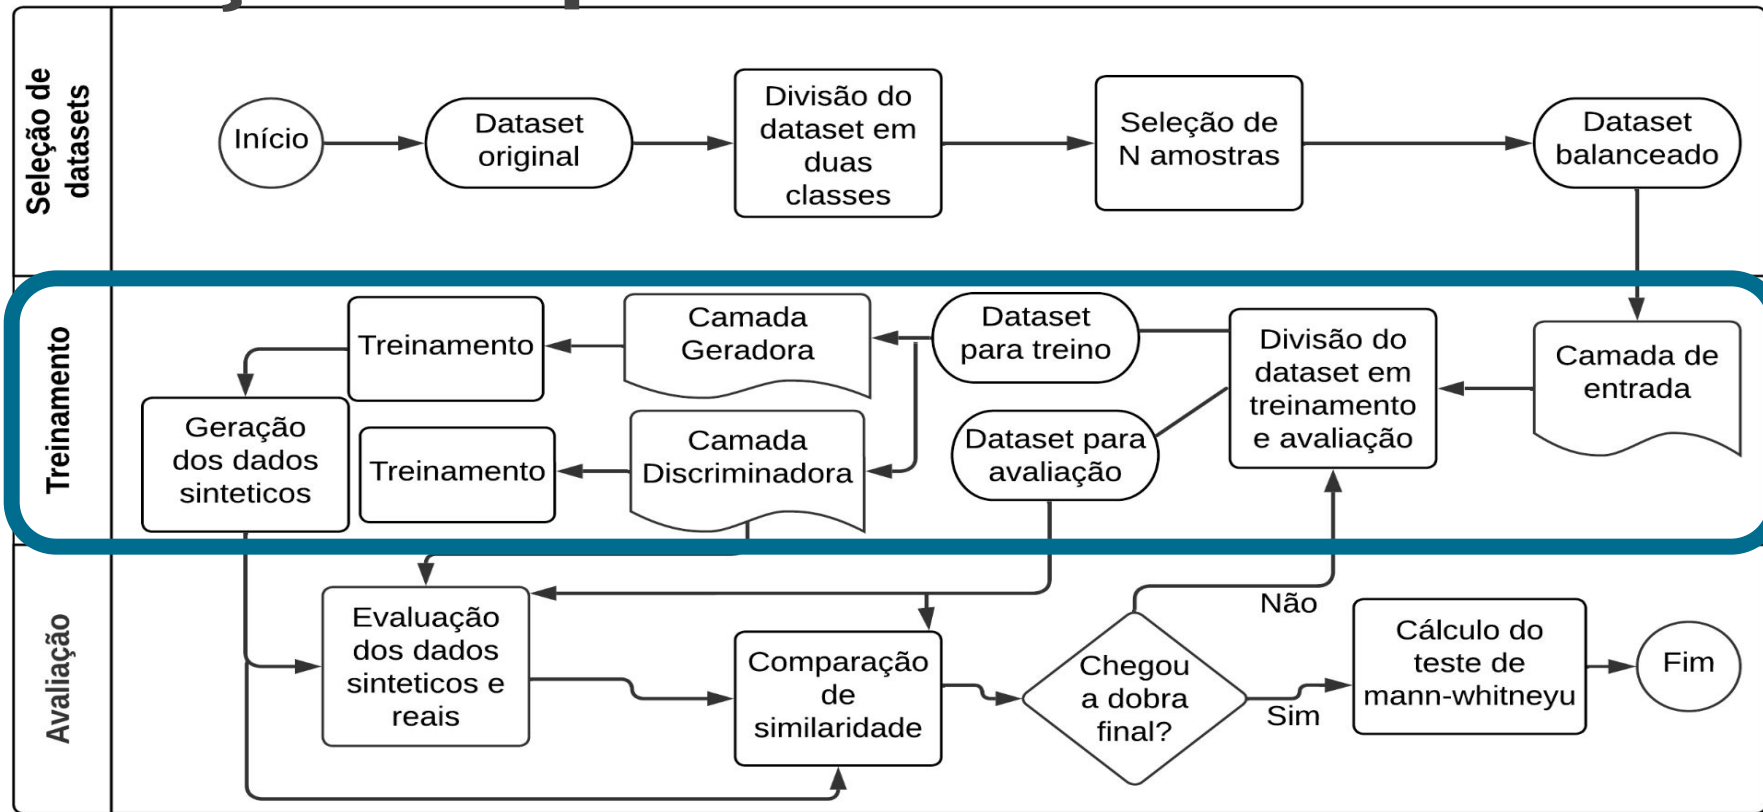 Seleção de
datasets
Início
Dataset
original
Divisão do
dataset em
duas
classes
Seleção de
N amostras
Dataset
balanceado
Treinamento
Treinamento
Camada
Geradora
Dataset
para treino
Divisão do
dataset em
treinamento
e avaliação
Camada de
entrada
Geração
dos dados
sinteticos
Treinamento
Camada
Discriminadora
Dataset para
avaliação
Avaliação
Evaluação
dos dados
sinteticos e
reais
Comparação
de
similaridade
Chegou
a dobra
final?
Não
Sim
Cálculo do
teste de
mann-whitneyu
Fim